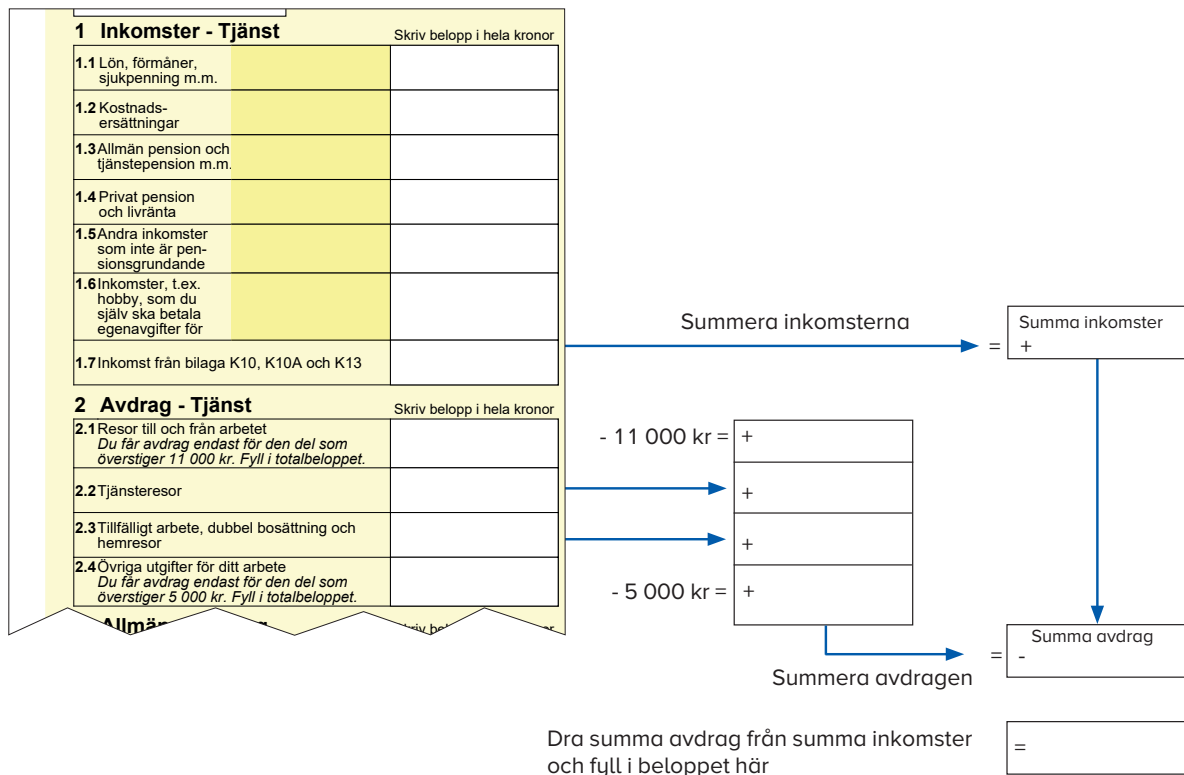 1 Inkomster - Tjänst Skriv belopp i hela kronor
1.1 Lön, förmåner,
sjukpenning m.m.
1.2 Kostnads-
ersättningar
1.3 Allmän pension och
tjänstepension m.m.
1.4 Privat pension
och livränta
1.5 Andra inkomster
som inte är pen-
sionsgrundande
1.6 Inkomster, t.ex.
hobby, som du
själv ska betala
egenavgifter för
1.7 Inkomst från bilaga K10, K10A och K13
Summera inkomsterna
= Summa inkomster
+
2 Avdrag - Tjänst Skriv belopp i hela kronor
2.1 Resor till och från arbetet
Du får avdrag endast för den del som
överstiger 11 000 kr. Fyll i totalbeloppet.
- 11 000 kr = +
2.2 Tjänsteresor
+
2.3 Tillfälligt arbete, dubbel bosättning och
hemresor
+
2.4 Övriga utgifter för ditt arbete
Du får avdrag endast för den del som
överstiger 5 000 kr. Fyll i totalbeloppet.
- 5 000 kr = +
Summera avdragen
= Summa avdrag
-
Dra summa avdrag från summa inkomster
och fyll i beloppet här
=